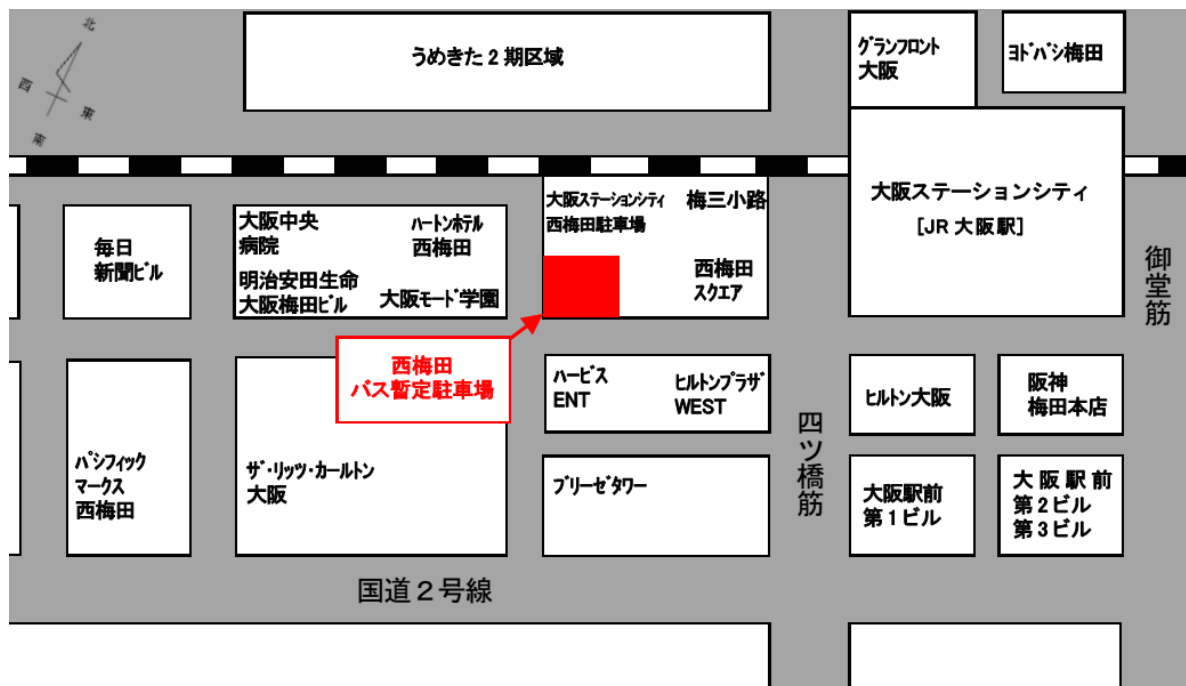 北
西
東
南
うめきた2期区域
グランフロント
大阪
ヨドバシ梅田
大阪ステーションシティ
[JR大阪駅]
御堂筋
毎日
新聞ビル
大阪中央
病院
ハートンホテル
西梅田
明治安田生命
大阪梅田ビル
大阪モード学園
大阪ステーションシティ
西梅田駐車場
梅三小路
西梅田
スクエア
西梅田
バス暫定駐車場
ハービス
ENT
ヒルトンプラザ
WEST
四ツ橋筋
ヒルトン大阪
阪神
梅田本店
パシフィック
マークス
西梅田
ザ・リッツ・カールトン
大阪
ブリーゼタワー
大阪駅前
第1ビル
大阪駅前
第2ビル
第3ビル
国道2号線